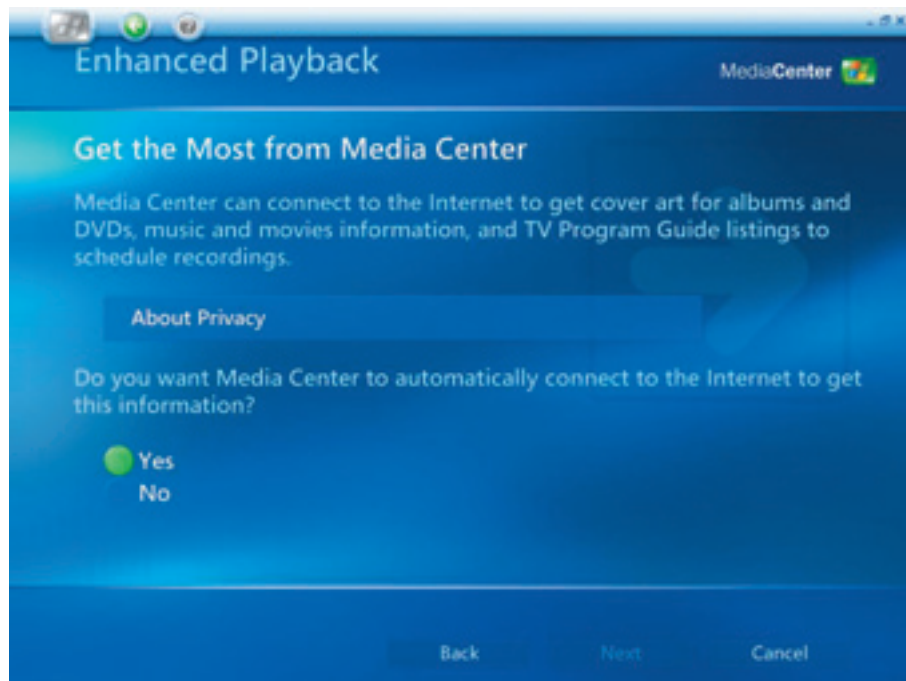 Enhanced Playback
MediaCenter
Get the Most from Media Center
Media Center can connect to the Internet to get cover art for albums and
DVDs, music and movies information, and TV Program Guide listings to
schedule recordings.
About Privacy
Do you want Media Center to automatically connect to the Internet to get
this information?
Yes
No
Back Next Cancel